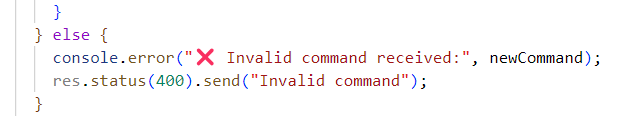 }
} else {
console.error("❌ Invalid command received:", newCommand);
res.status(400).send("Invalid command");
}